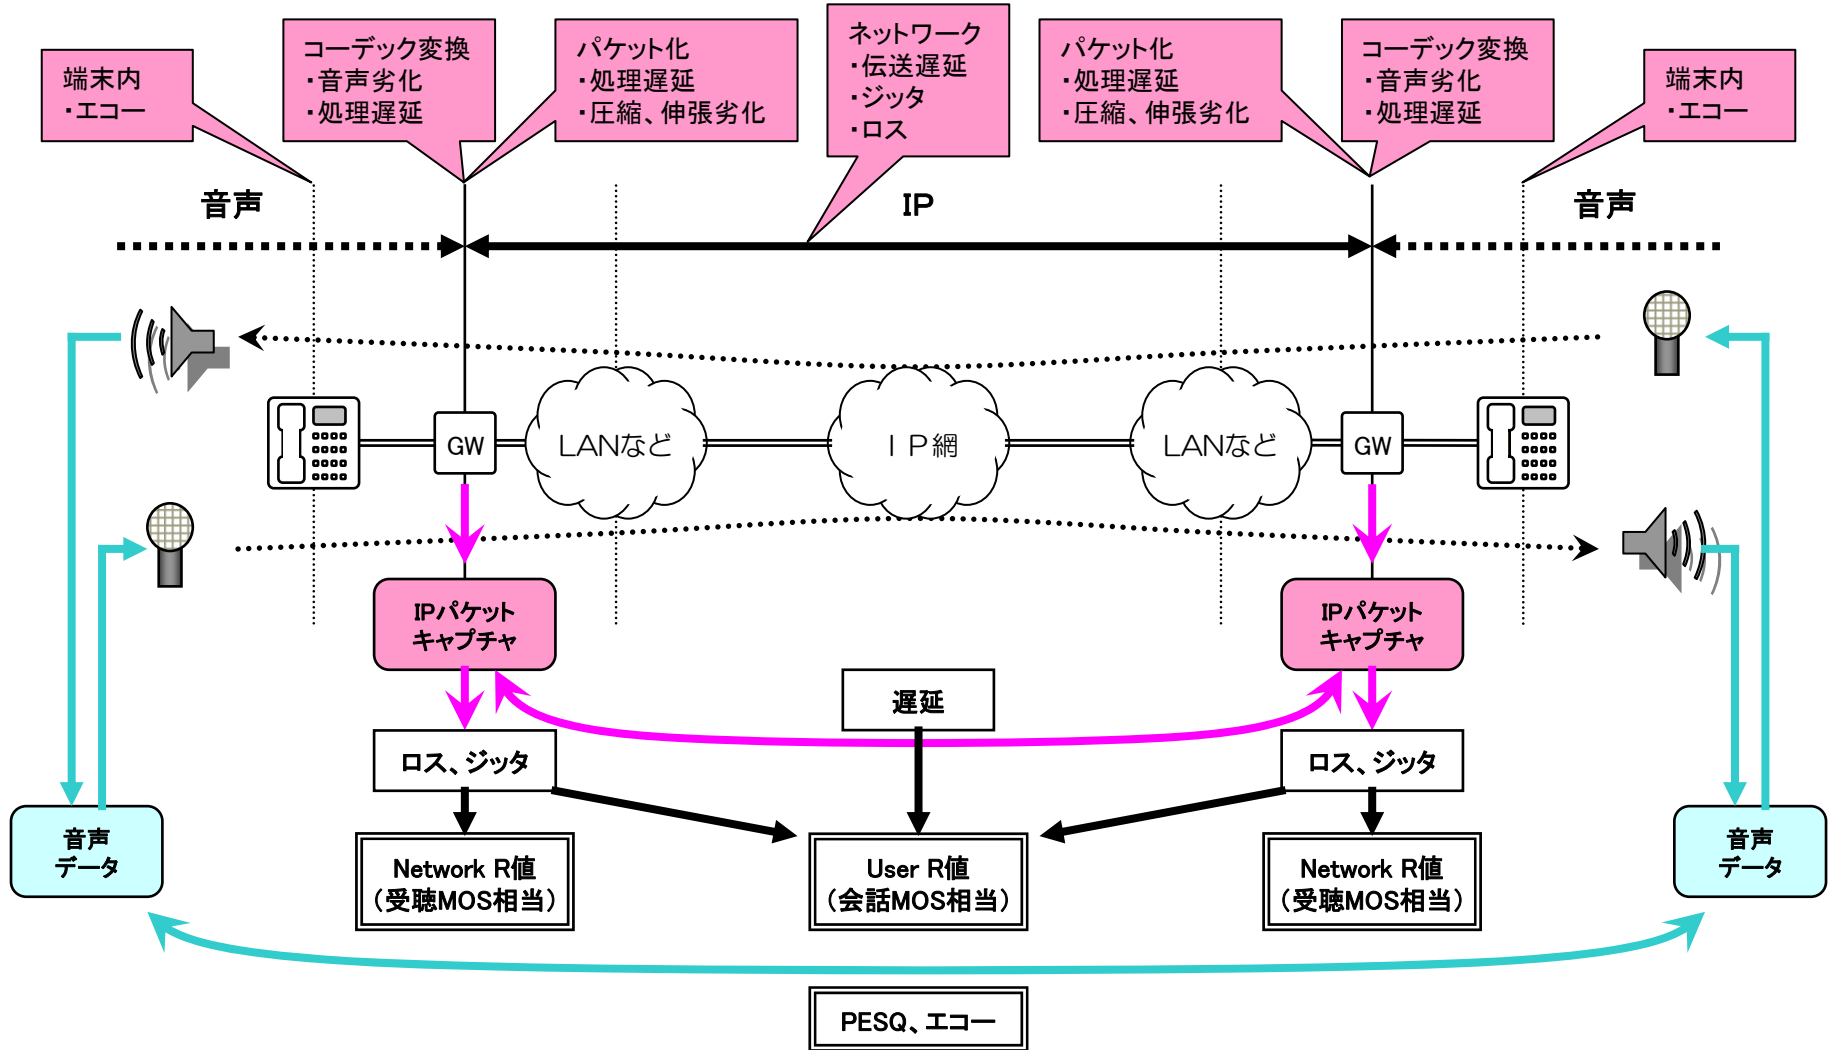 端末内
・エコー
コーデック変換
・音声劣化
・処理遅延
パケット化
・処理遅延
・圧縮、伸張劣化
ネットワーク
・伝送遅延
・ジッタ
・ロス
パケット化
・処理遅延
・圧縮、伸張劣化
コーデック変換
・音声劣化
・処理遅延
端末内
・エコー
音声
IP
音声
GW
LANなど
IP網
LANなど
GW
IPパケット
キャプチャ
IPパケット
キャプチャ
遅延
ロス、ジッタ
ロス、ジッタ
音声
データ
Network R値
(受聴MOS相当)
User R値
(会話MOS相当)
Network R値
(受聴MOS相当)
音声
データ
PESQ、エコー